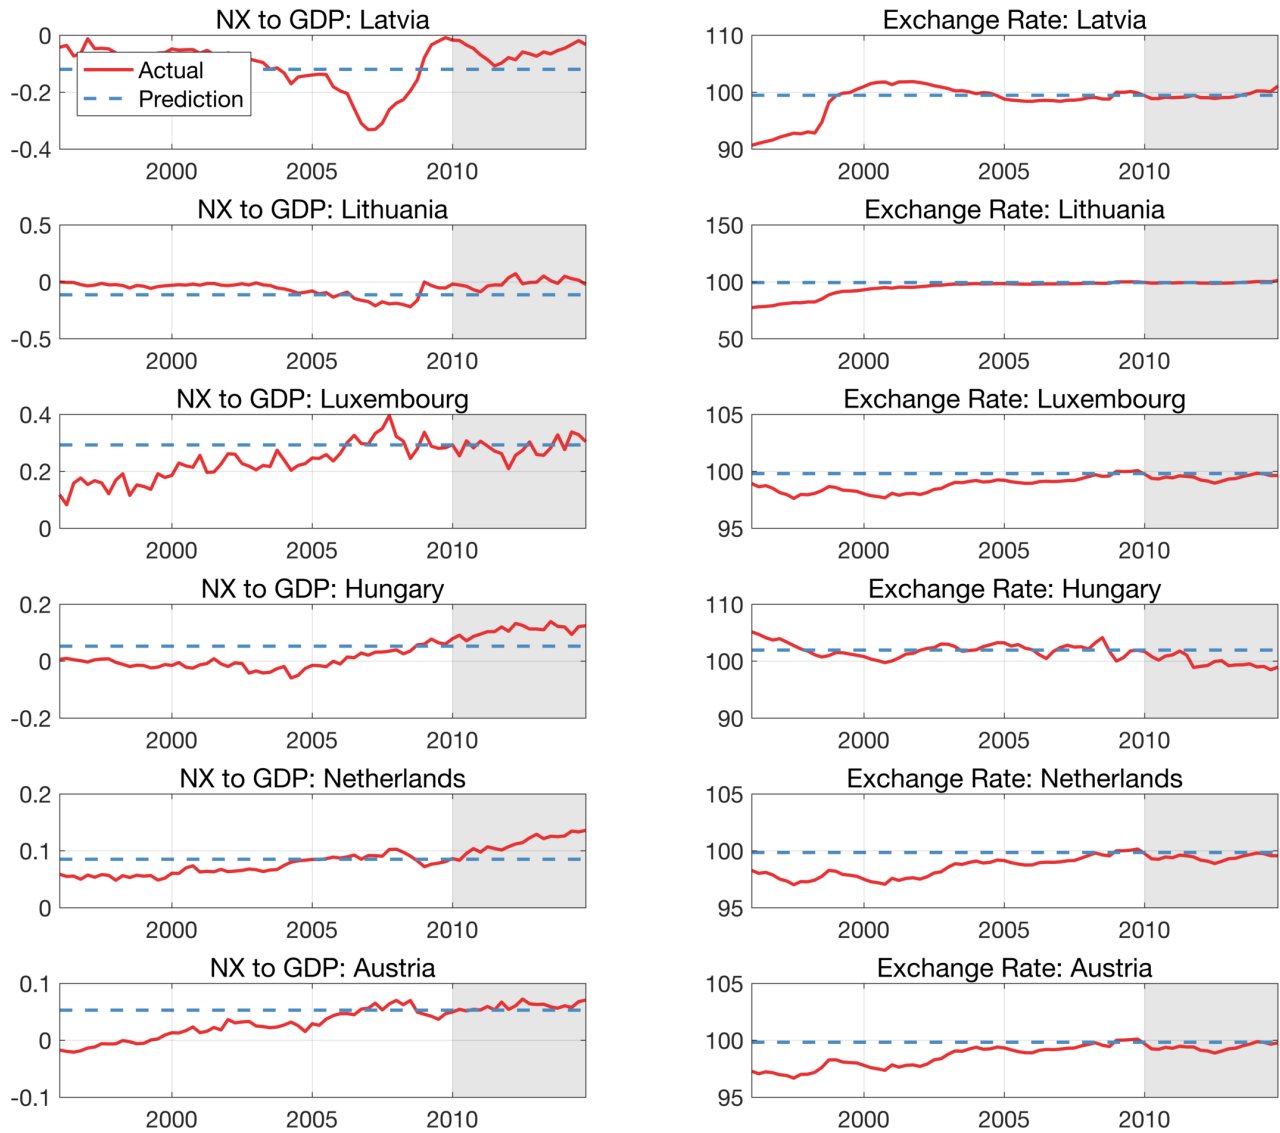 NX to GDP: Latvia
0
-0.2
-0.4
Actual
Prediction
2000 2005 2010
Exchange Rate: Latvia
110
100
90
2000 2005 2010
NX to GDP: Lithuania
0.5
0
-0.5
2000 2005 2010
Exchange Rate: Lithuania
150
100
50
2000 2005 2010
NX to GDP: Luxembourg
0.4
0.2
0
2000 2005 2010
Exchange Rate: Luxembourg
105
100
95
2000 2005 2010
NX to GDP: Hungary
0.2
0
-0.2
2000 2005 2010
Exchange Rate: Hungary
110
100
90
2000 2005 2010
NX to GDP: Netherlands
0.2
0.1
0
2000 2005 2010
Exchange Rate: Netherlands
105
100
95
2000 2005 2010
NX to GDP: Austria
0.1
0
-0.1
2000 2005 2010
Exchange Rate: Austria
105
100
95
2000 2005 2010